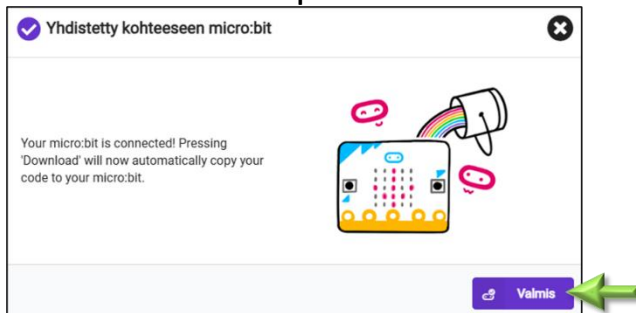 Yhdistetty kohteeseen micro:bit
Your micro:bit is connected! Pressing
'Download' will now automatically copy your
code to your micro:bit.
Valmis